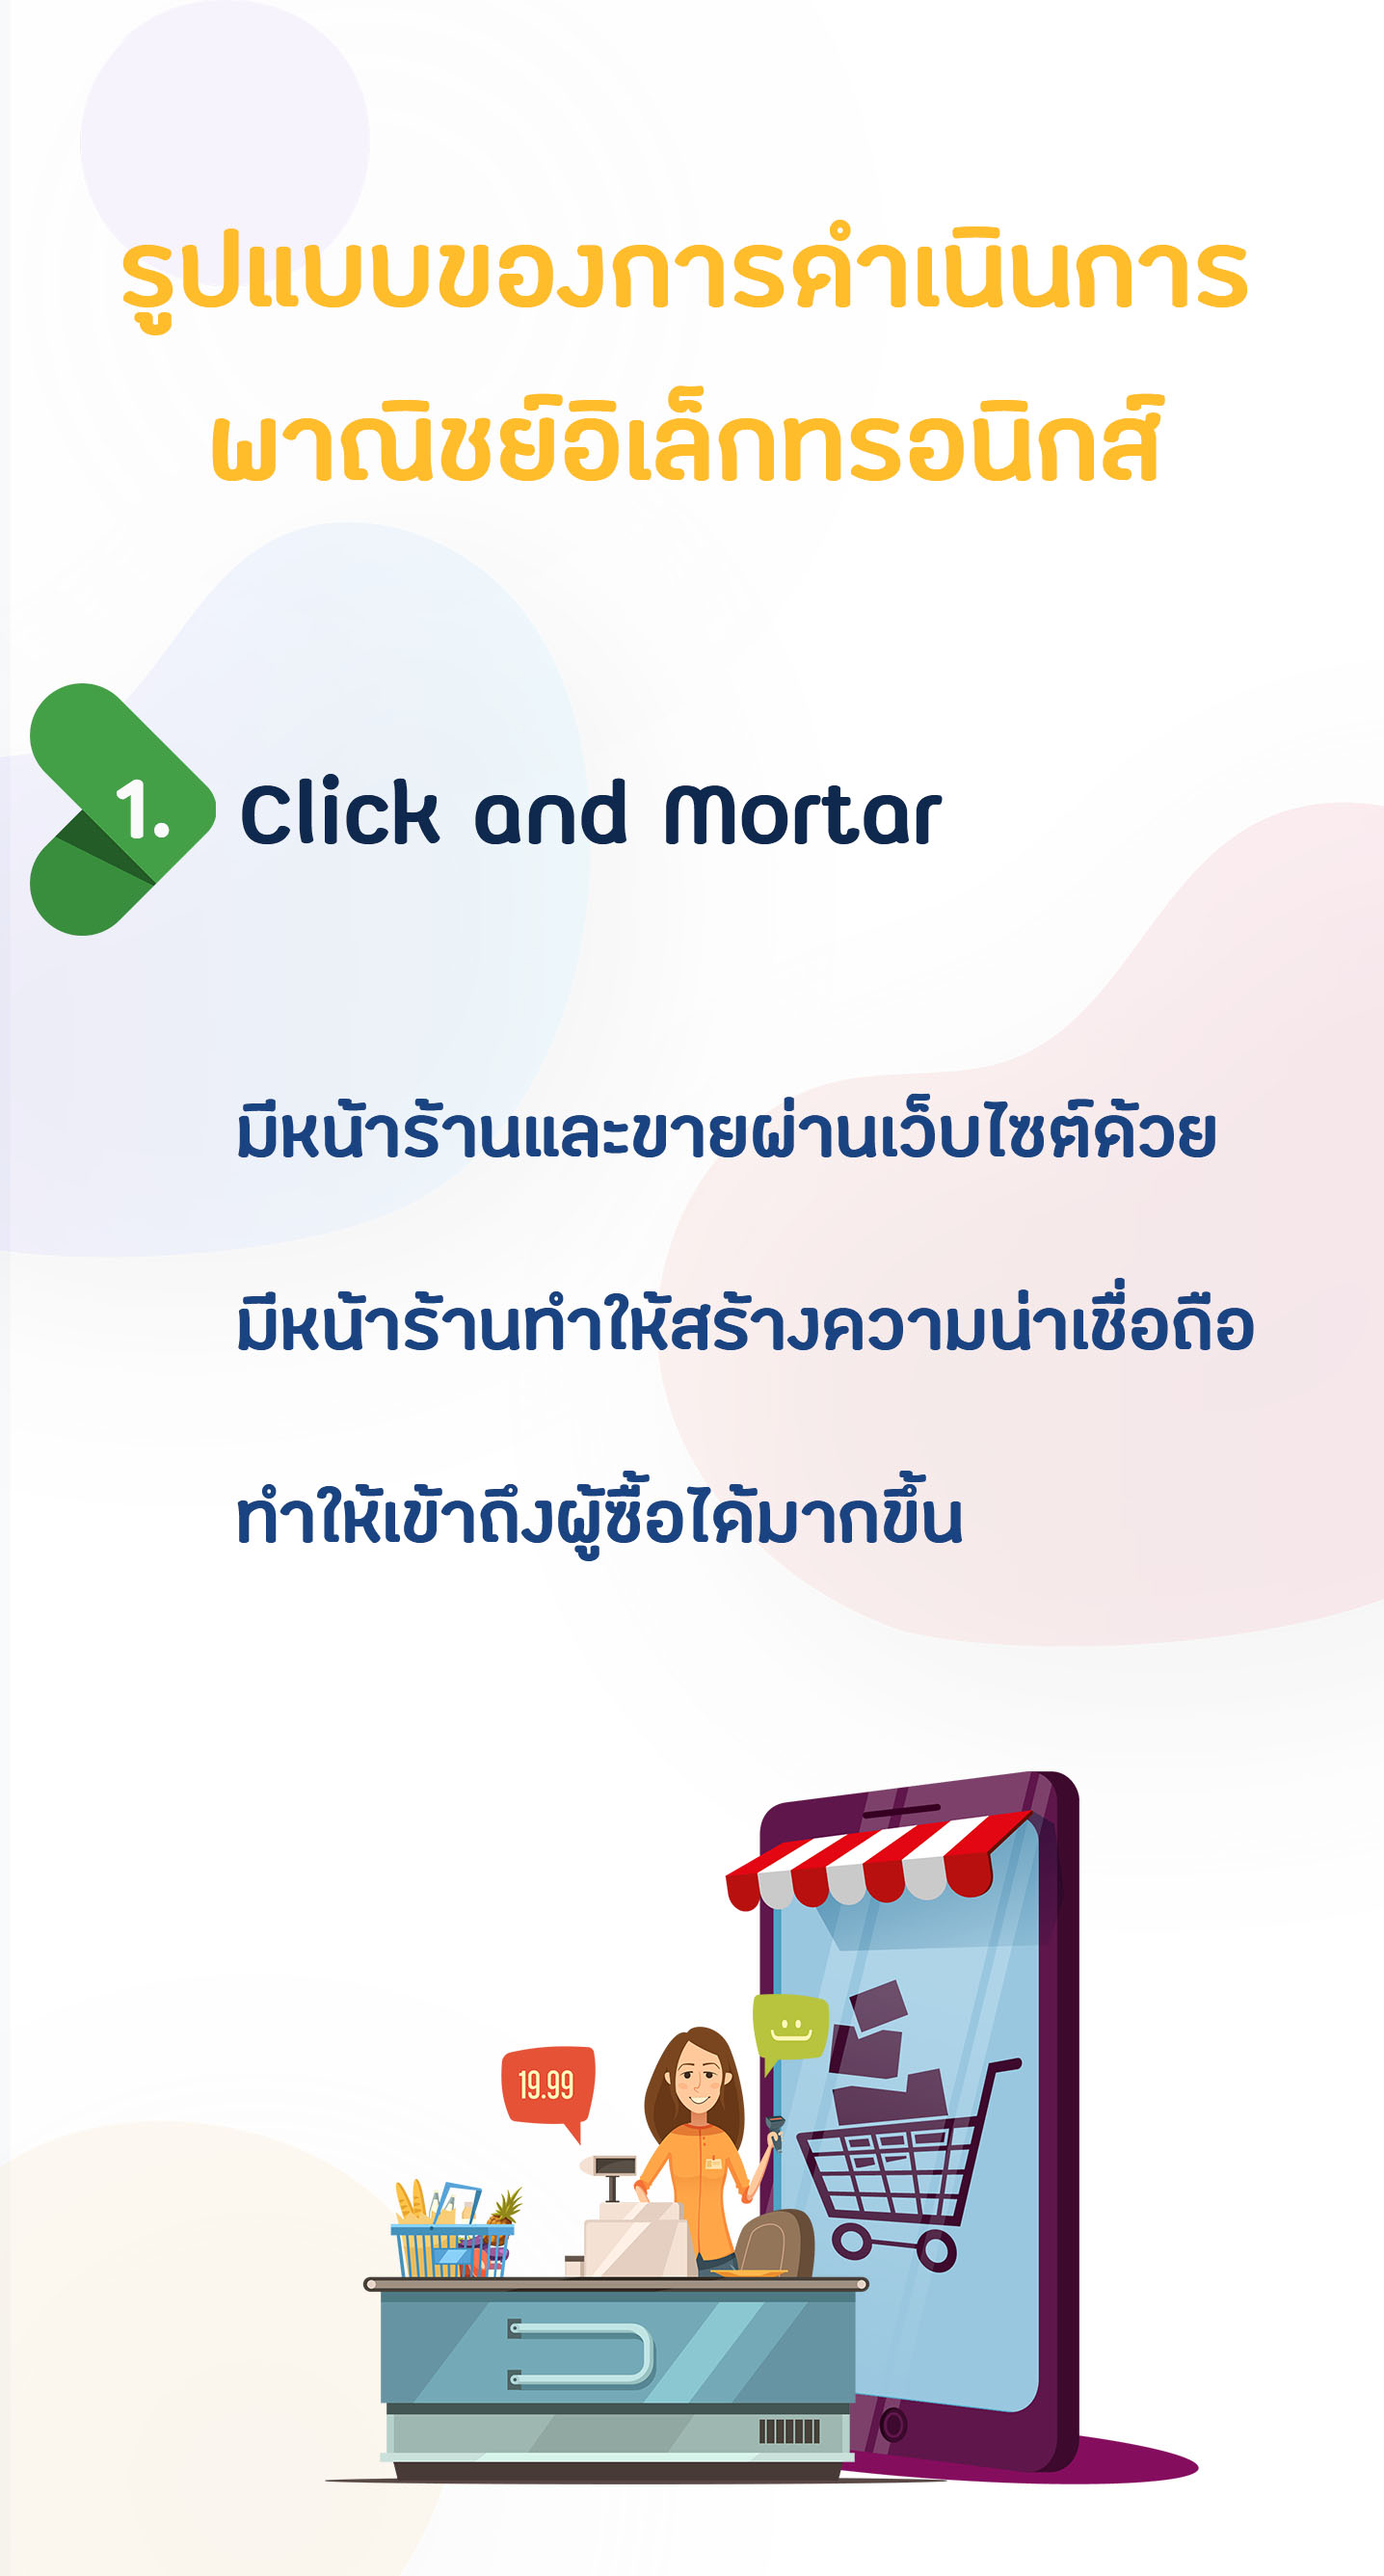 รูปแบบของการดำเนินการ
พาณิชย์อิเล็กทรอนิกส์
1. Click and Mortar
มีหน้าร้านและขายผ่านเว็บไซต์ด้วย
มีหน้าร้านทำให้สร้างความน่าเชื่อถือ
ทำให้เข้าถึงผู้ซื้อได้มากขึ้น
19.99